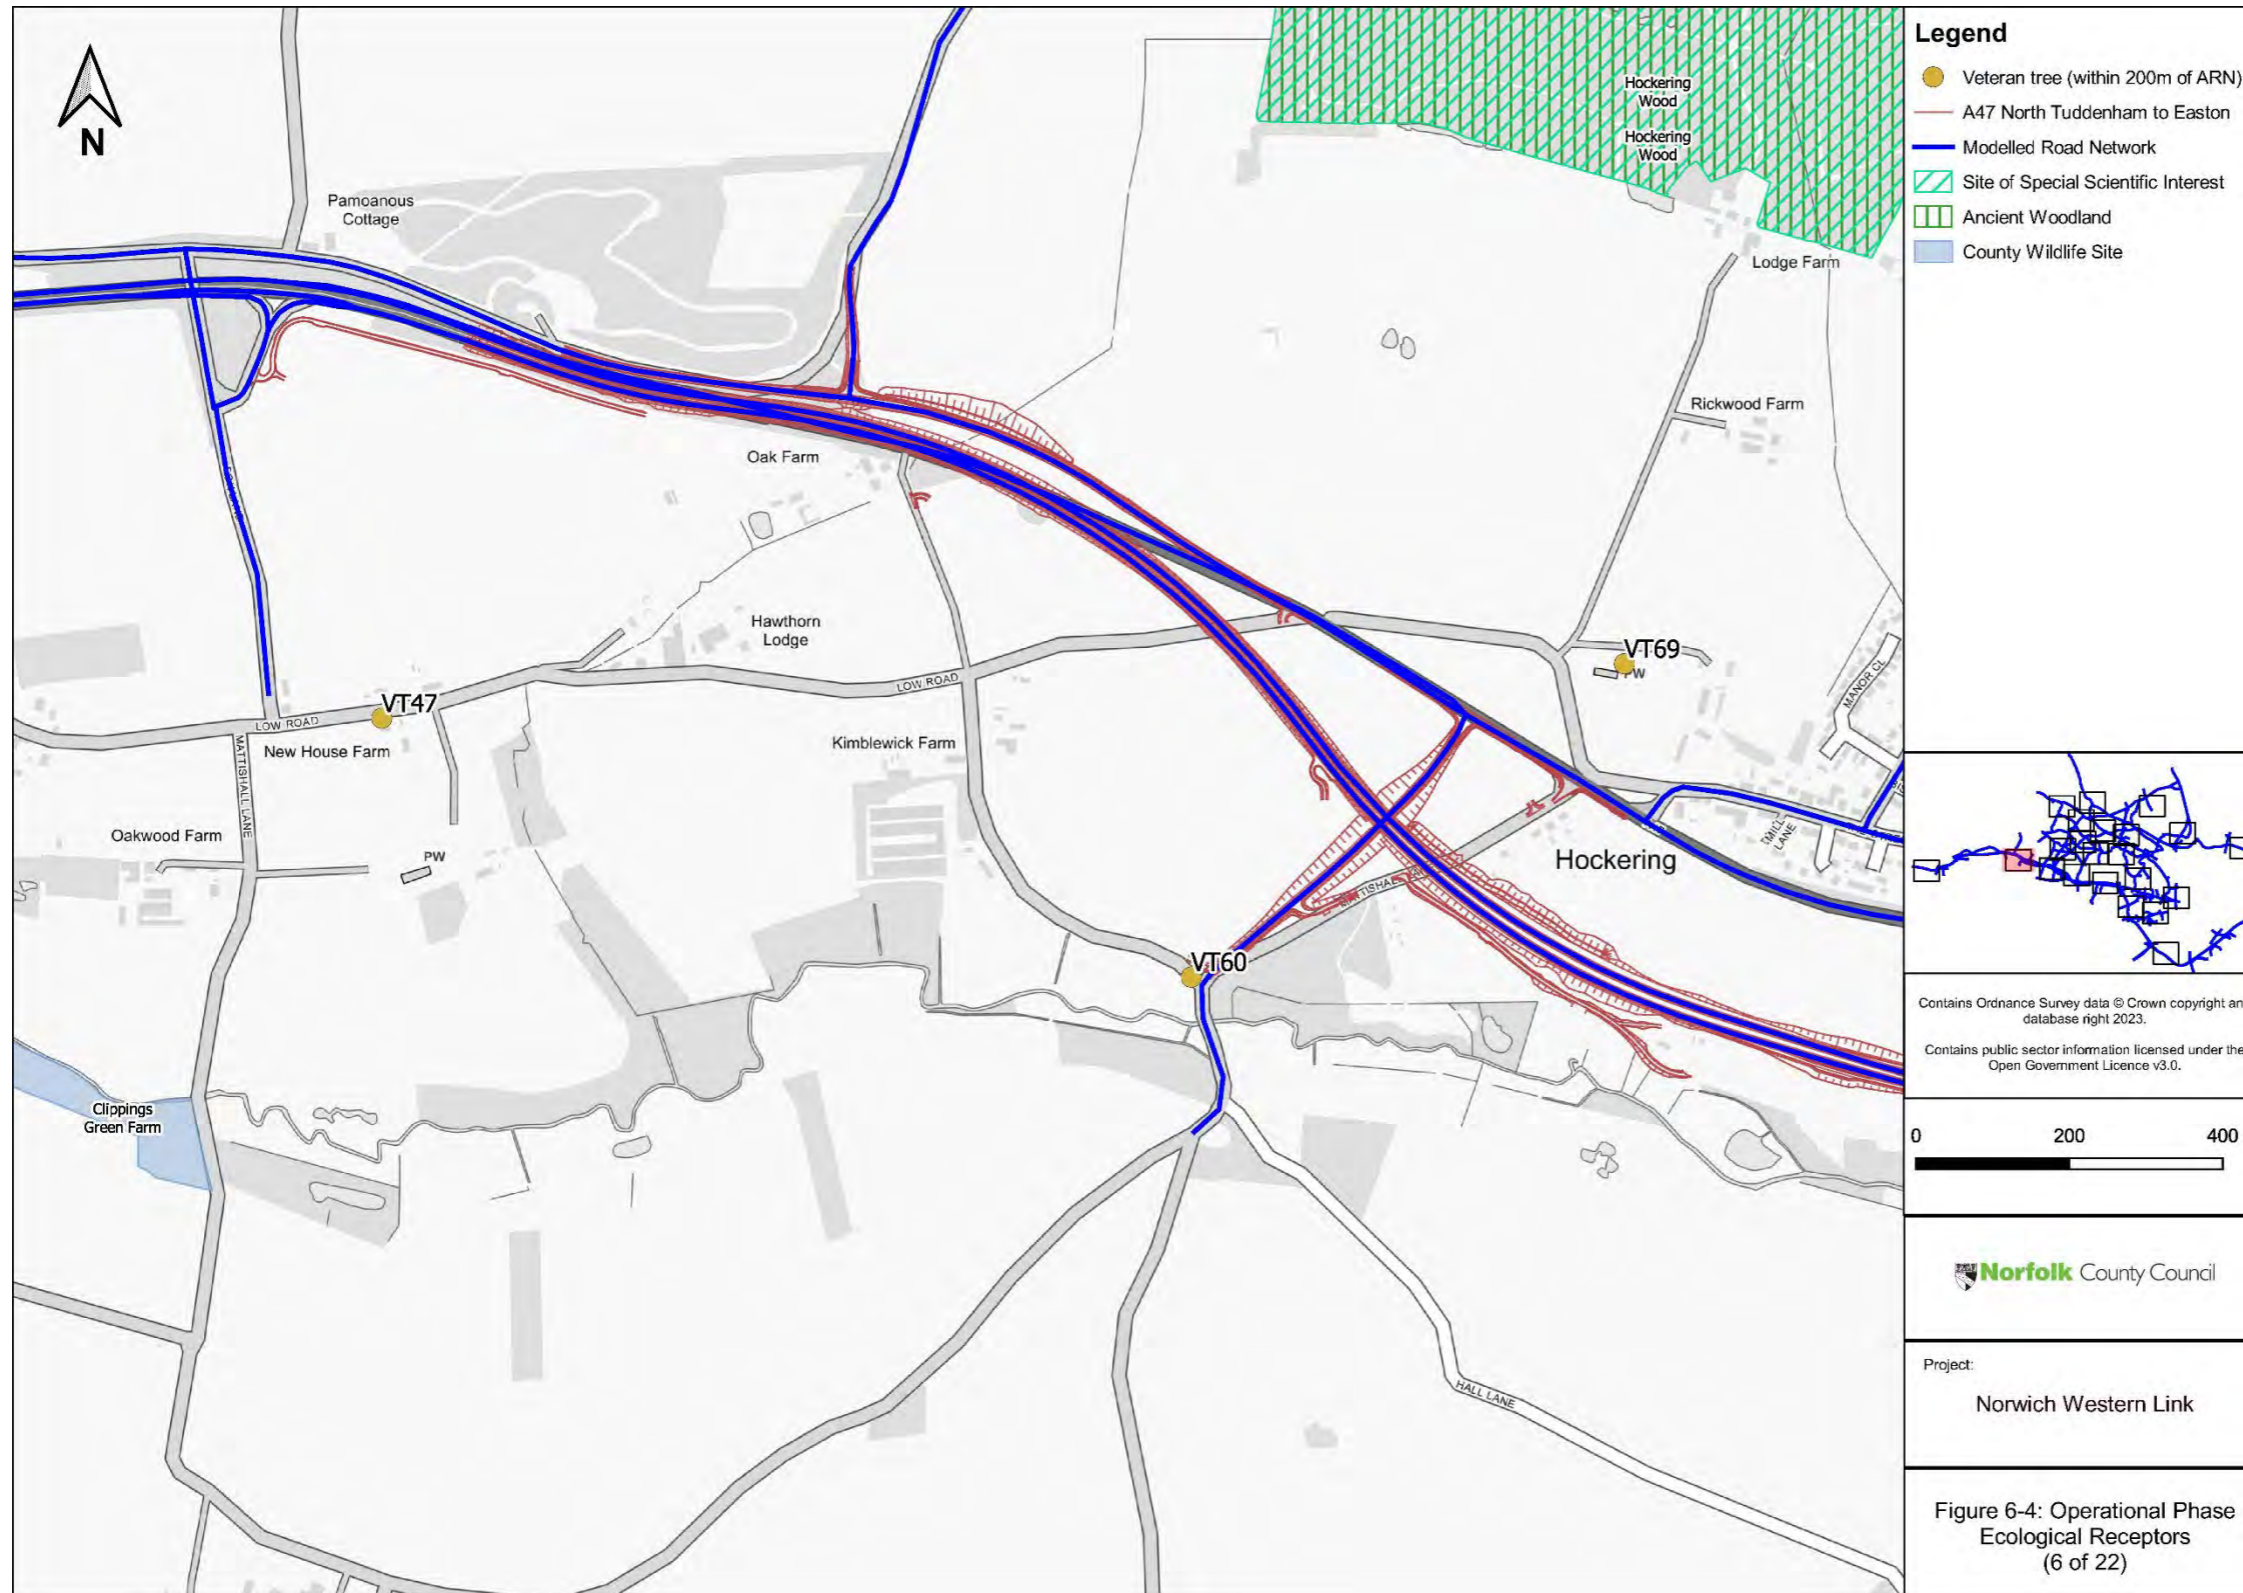 N
Pamoanous
Cottage
Hockering
Wood
Hockering
Wood
Lodge Farm
Rickwood Farm
Oak Farm
Hawthorn
Lodge
VT69
PW
MANOR CL
LOW ROAD
VT47
LOW ROAD
New House Farm
Kimblewick Farm
MATTISHALL LANE
Oakwood Farm
PW
MILL
LANE
Hockering
VT60
Clippings
Green Farm
HALL LANE
Legend
Veteran tree (within 200m of ARN)
A47 North Tuddenham to Easton
Modelled Road Network
Site of Special Scientific Interest
Ancient Woodland
County Wildlife Site
Contains Ordnance Survey data © Crown copyright an
database right 2023.
Contains public sector information licensed under the
Open Government Licence v3.0.
0 200 400
Norfolk County Council
Project:
Norwich Western Link
Figure 6-4: Operational Phase
Ecological Receptors
(6 of 22)